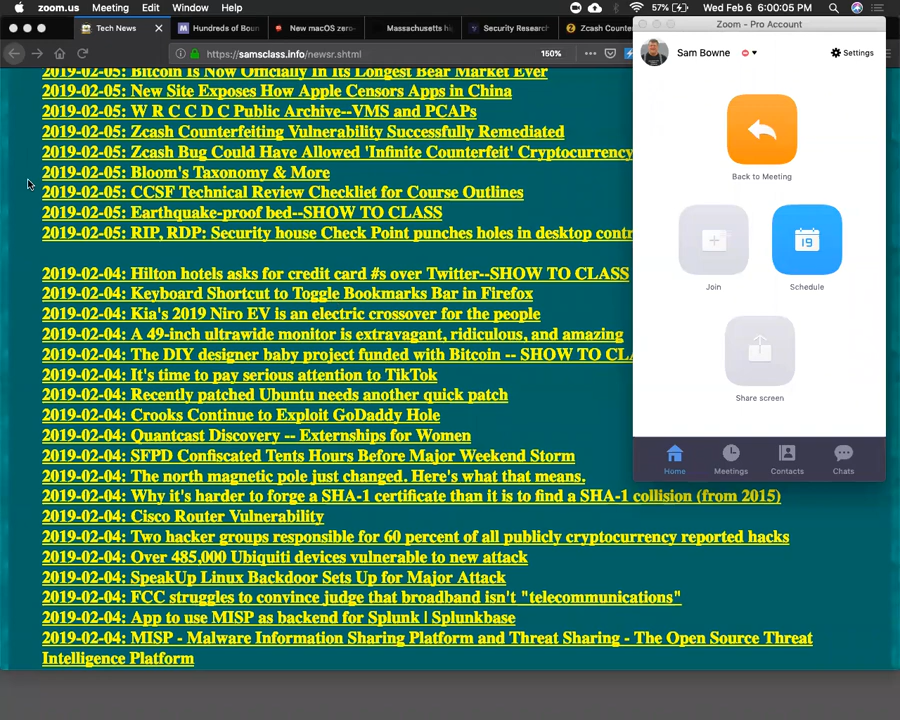 zoom.us Meeting Edit Window Help 57% Wed Feb 6 6:00:05 PM
Tech News Hundreds of Boun New macOS zero- Massachusetts hi Security Researc Zcash Counte
https://samsclass.info/newsr.shtml 150%
2019-02-05: Bitcoin Is Now Officially In Its Longest Bear Market Ever
2019-02-05: New Site Exposes How Apple Censors Apps in China
2019-02-05: W R C C D C Public Archive--VMS and PCAPs
2019-02-05: Zcash Counterfeiting Vulnerability Successfully Remediated
2019-02-05: Zcash Bug Could Have Allowed 'Infinite Counterfeit' Cryptocurrency
2019-02-05: Bloom's Taxonomy & More
2019-02-05: CCSF Technical Review Checkliet for Course Outlines
2019-02-05: Earthquake-proof bed--SHOW TO CLASS
2019-02-05: RIP, RDP: Security house Check Point punches holes in desktop contr
2019-02-04: Hilton hotels asks for credit card #s over Twitter--SHOW TO CLASS
2019-02-04: Keyboard Shortcut to Toggle Bookmarks Bar in Firefox
2019-02-04: Kia's 2019 Niro EV is an electric crossover for the people
2019-02-04: A 49-inch ultrawide monitor is extravagant, ridiculous, and amazing
2019-02-04: The DIY designer baby project funded with Bitcoin -- SHOW TO CLA
2019-02-04: It's time to pay serious attention to TikTok
2019-02-04: Recently patched Ubuntu needs another quick patch
2019-02-04: Crooks Continue to Exploit GoDaddy Hole
2019-02-04: Quantcast Discovery -- Externships for Women
2019-02-04: SFPD Confiscated Tents Hours Before Major Weekend Storm
2019-02-04: The north magnetic pole just changed. Here's what that means.
2019-02-04: Why it's harder to forge a SHA-1 certificate than it is to find a SHA-1 collision (from 2015)
2019-02-04: Cisco Router Vulnerability
2019-02-04: Two hacker groups responsible for 60 percent of all publicly cryptocurrency reported hacks
2019-02-04: Over 485,000 Ubiquiti devices vulnerable to new attack
2019-02-04: SpeakUp Linux Backdoor Sets Up for Major Attack
2019-02-04: FCC struggles to convince judge that broadband isn't "telecommunications"
2019-02-04: App to use MISP as backend for Splunk | Splunkbase
2019-02-04: MISP - Malware Information Sharing Platform and Threat Sharing - The Open Source Threat
Intelligence Platform
Zoom - Pro Account
Sam Bowne Settings
Back to Meeting
19
Join Schedule
Share screen
Home Meetings Contacts Chats